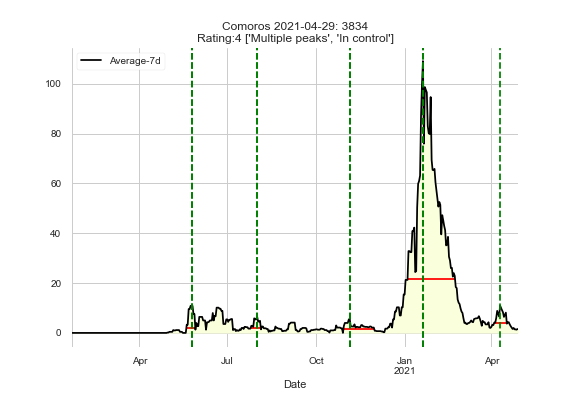 Comoros 2021-04-29: 3834
Rating:4 ['Multiple peaks', 'In control']
Average-7d
100
80
60
40
20
0
Apr
Jul
Oct
Jan
2021
Apr
Date